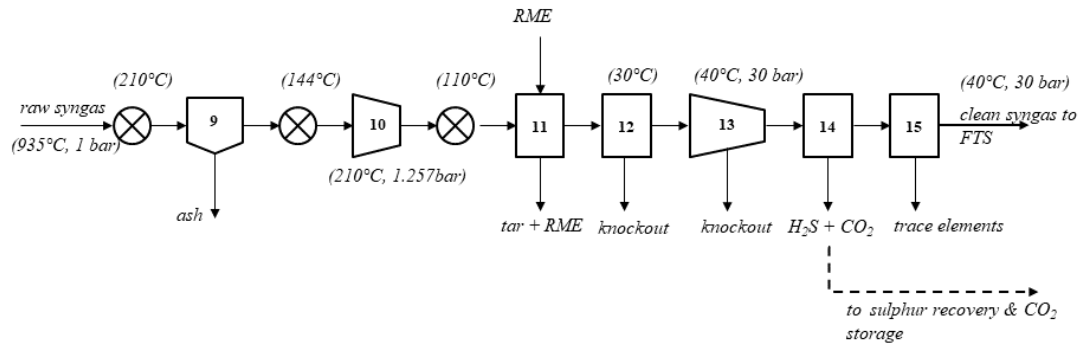 RME
(210°C)
(144°C)
(110°C)
(30°C)
(40°C, 30 bar)
(40°C, 30 bar)
raw syngas
9
10
11
12
13
14
15
clean syngas to
FTS
(935°C, 1 bar)
(210°C, 1.257bar)
ash
tar + RME
knockout
knockout
H₂S + CO₂
trace elements
to sulphur recovery & CO₂
storage